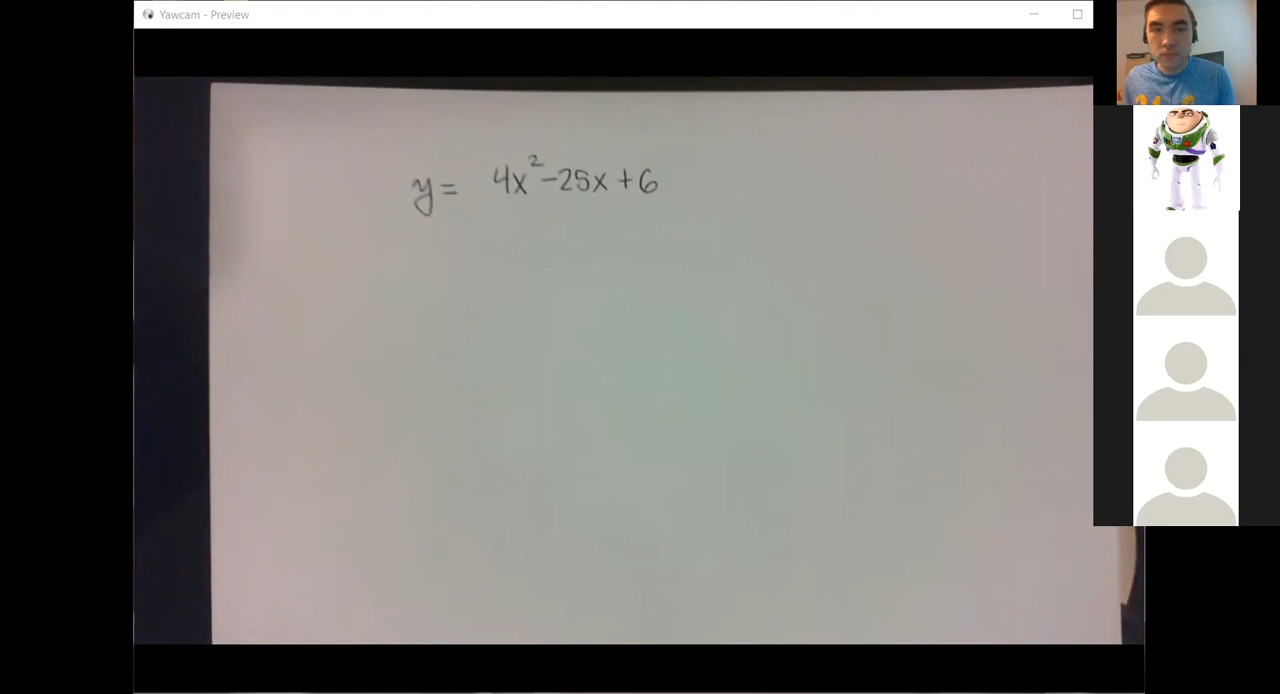 Yawcam - Preview
y = 4x² -25x + 6